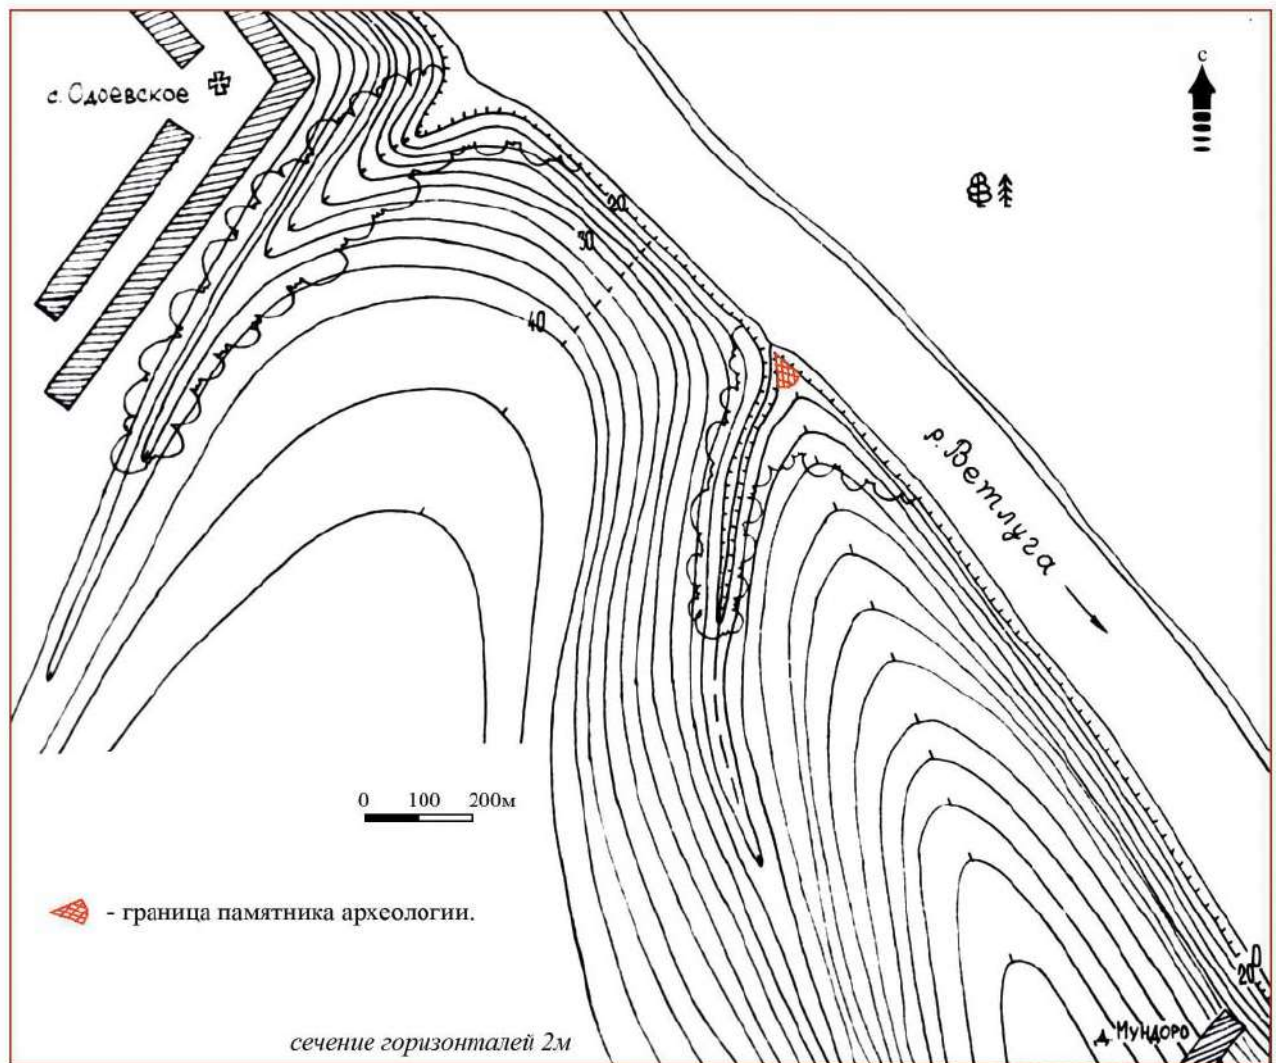 с
с. Одоевское
20
30
40
р. Ветлуга
0 100 200м
- граница памятника археологии.
20
д. Мундоро
сечение горизонталей 2м